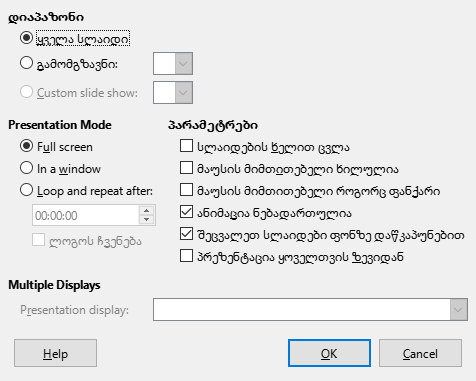 დიაპაზონი
ყველა სლაიდი
გამომგზავნი:
Custom slide show:
Presentation Mode
Full screen
In a window
Loop and repeat after:
00:00:00
ლოგოს ჩვენება
პარამეტრები
სლაიდების ხელით ცვლა
მაუსის მიმთითებელი ხილულია
მაუსის მიმთითებელი როგორც ფანქარი
ანიმაცია ნებადართულია
შეცვალეთ სლაიდები ფონზე დაწკაპუნებით
პრეზენტაცია ყოველთვის ზევიდან
Multiple Displays
Presentation display:
Help
OK
Cancel